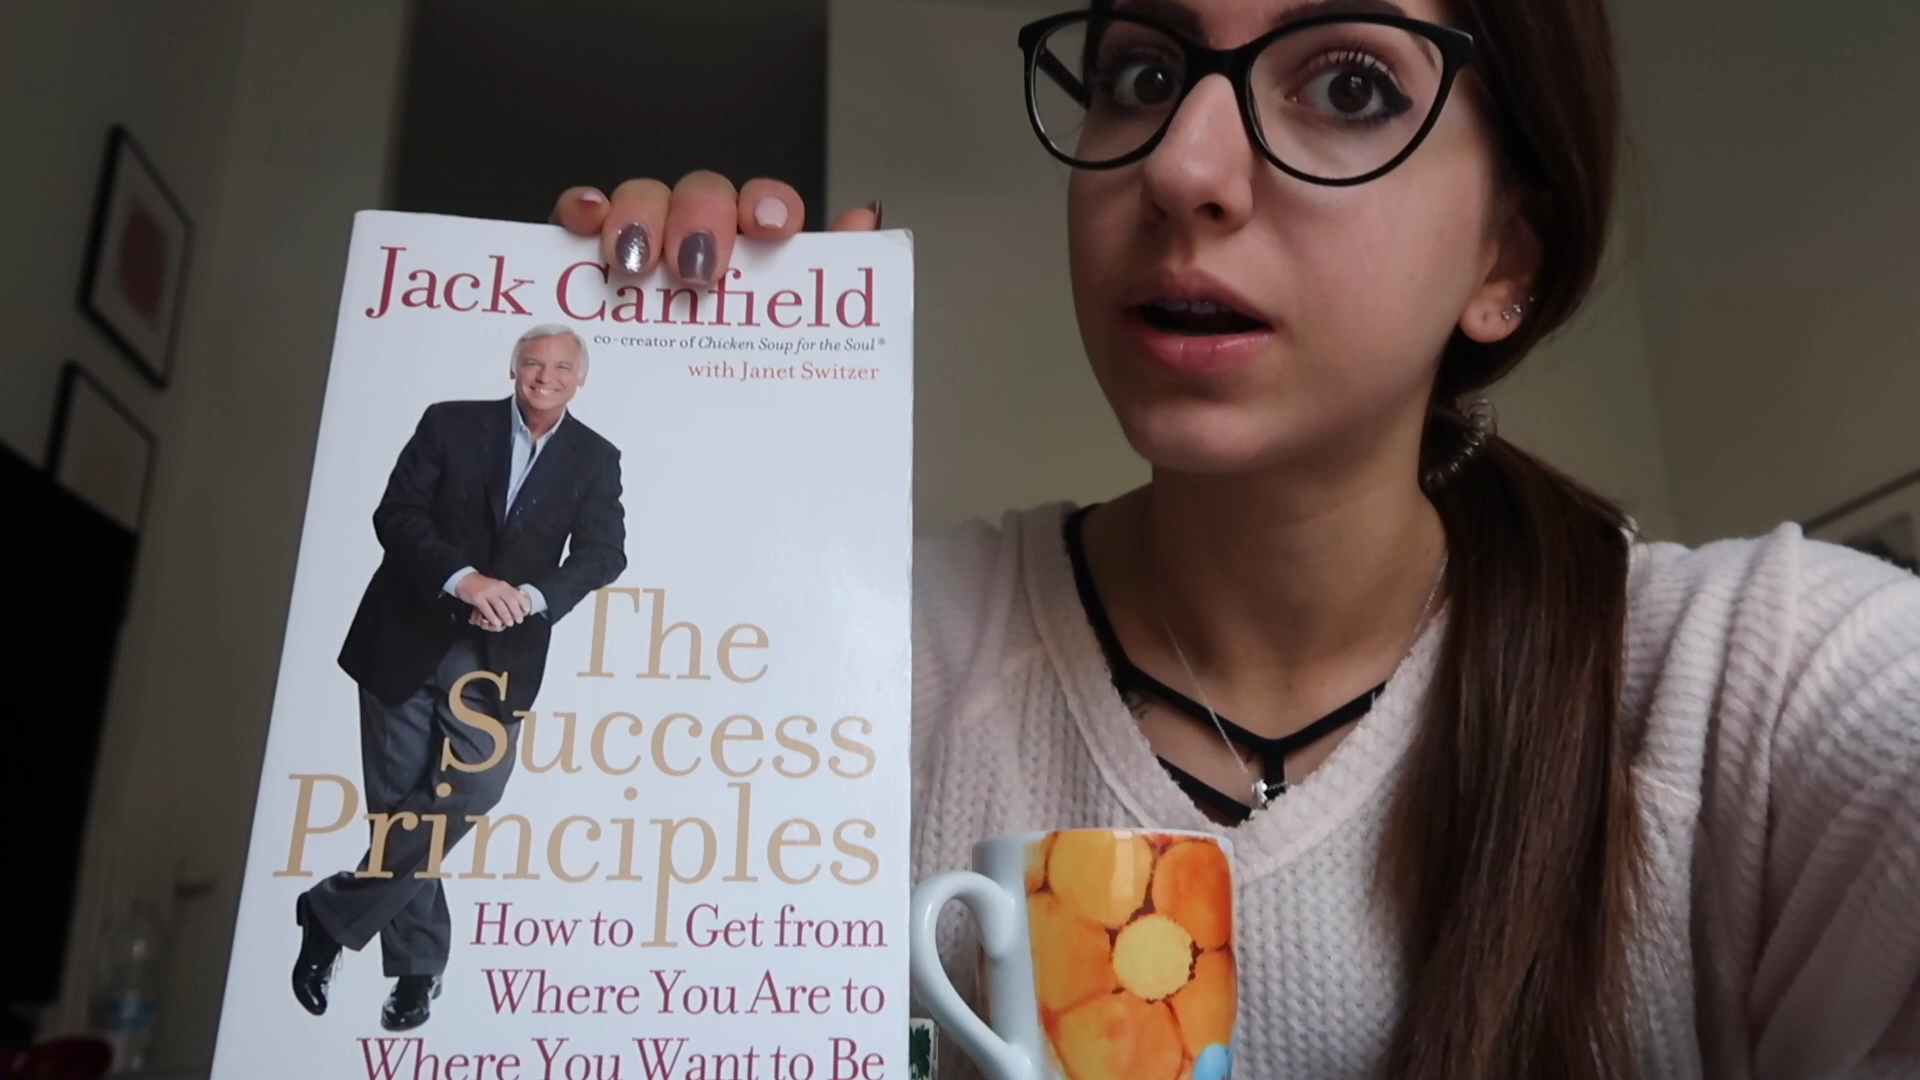 Jack Canfield
co-creator of Chicken Soup for the Soul®
with Janet Switzer
The
Success
Principles
How to Get from
Where You Are to
Where You Want to Be